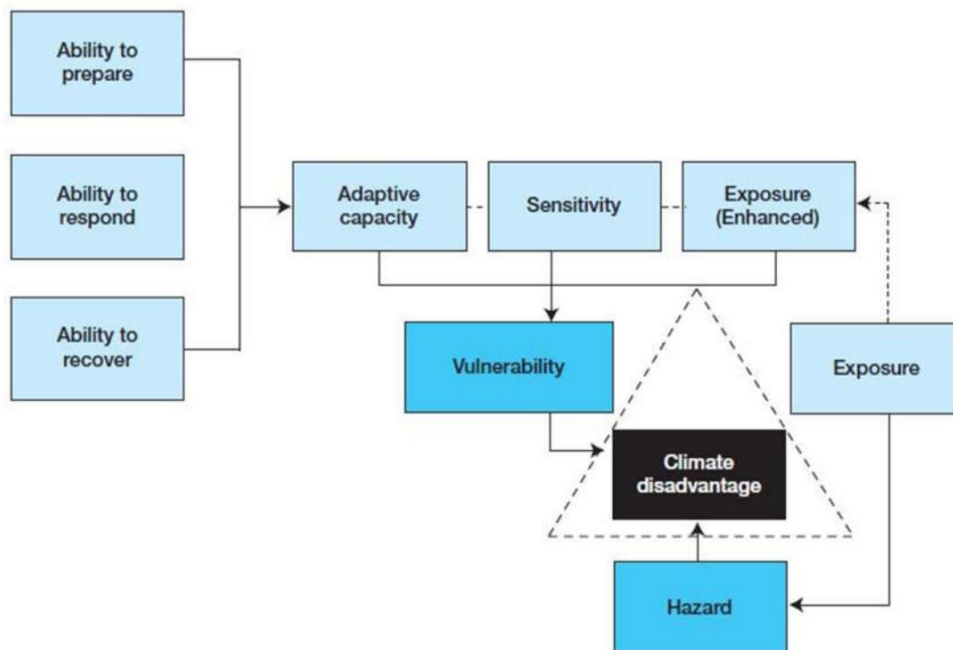 Ability to
prepare
Ability to
respond
Ability to
recover
Adaptive
capacity
Sensitivity
Exposure
(Enhanced)
Vulnerability
Exposure
Climate
disadvantage
Hazard